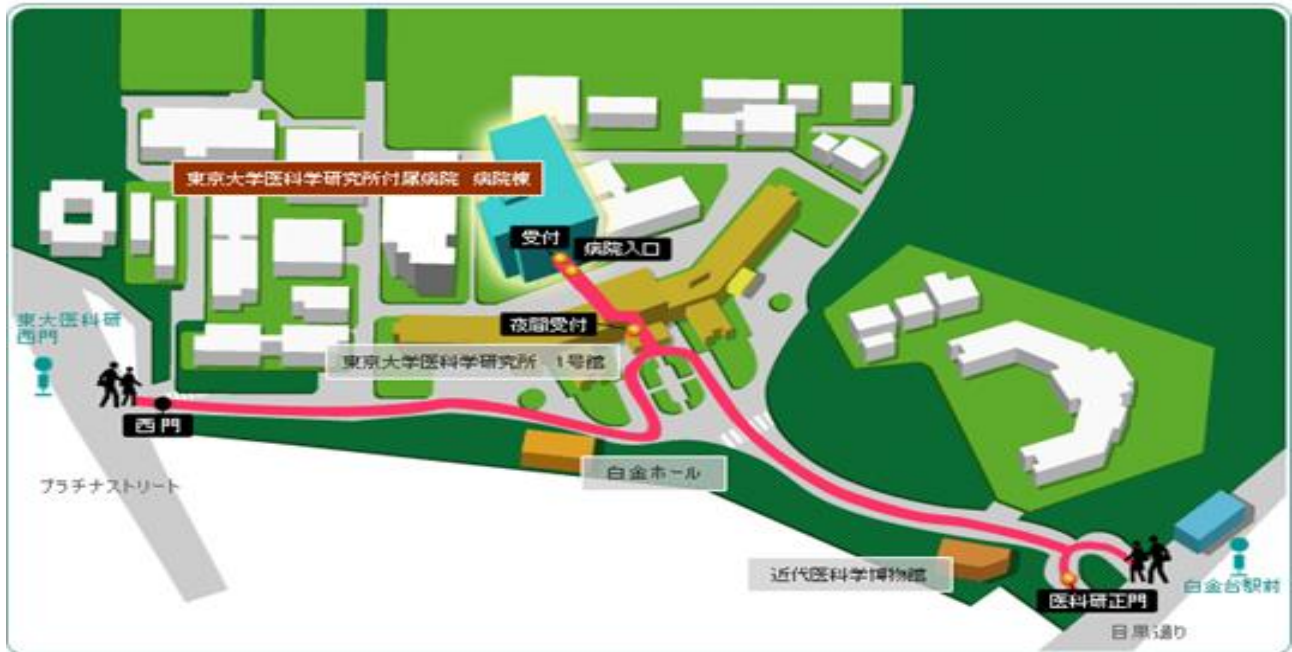 東京大学医科学研究所付属病院 病院棟
受付
病院入口
夜間受付
東大医科研
西門
東京大学医科学研究所 1号館
西門
白金ホール
プラチナストリート
近代医科学博物館
医科研正門
白金台駅前
目黒通り